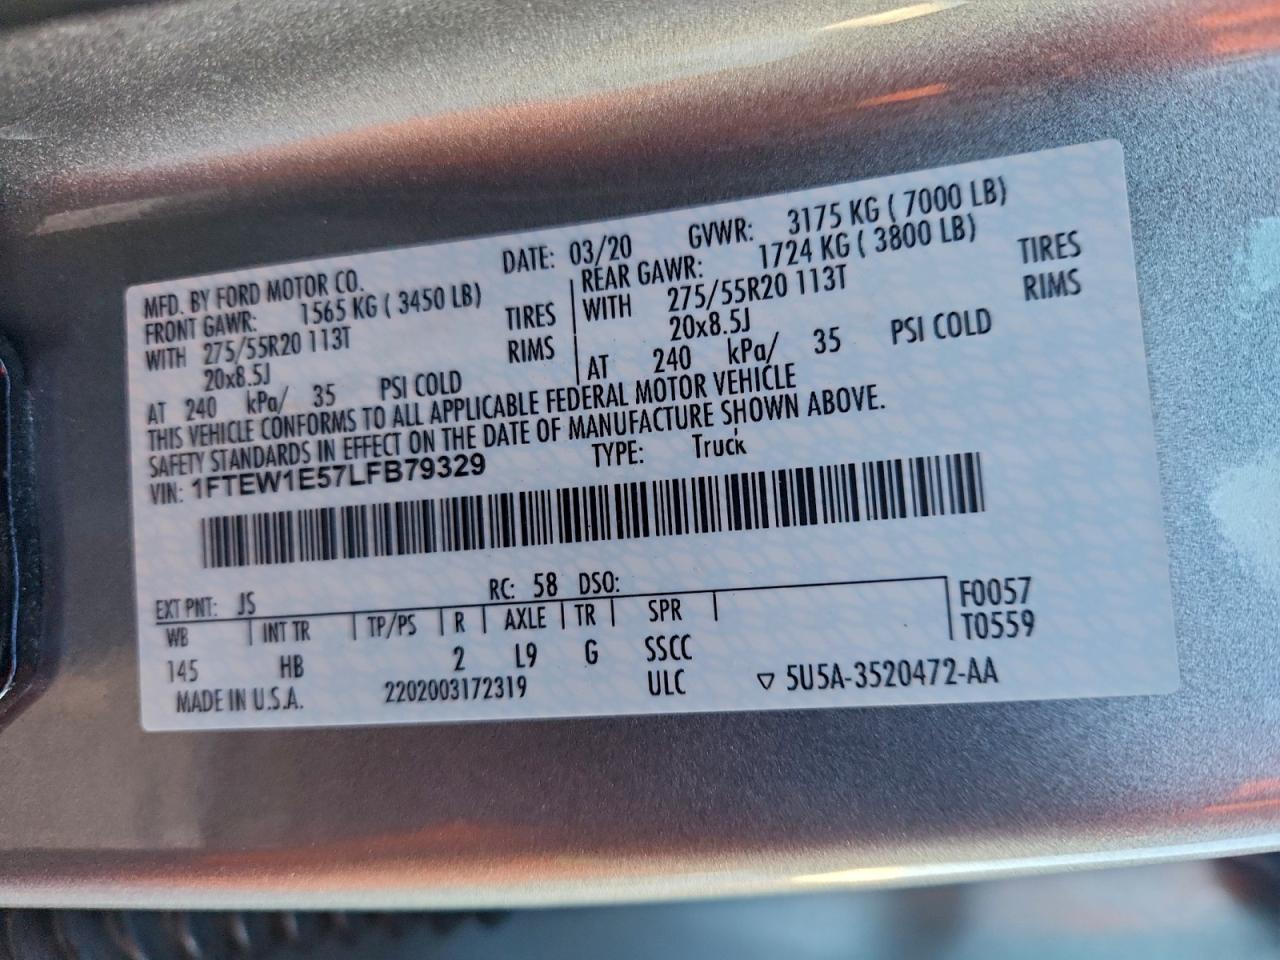 MFD. BY FORD MOTOR CO.
DATE: 03/20 GVWR: 3175 KG ( 7000 LB)
FRONT GAWR: 1565 KG ( 3450 LB) REAR GAWR: 1724 KG ( 3800 LB)
WITH 275/55R20 113T TIRES WITH 275/55R20 113T TIRES
20x8.5J RIMS 20x8.5J RIMS
AT 240 kPa/ 35 PSI COLD AT 240 kPa/ 35 PSI COLD
THIS VEHICLE CONFORMS TO ALL APPLICABLE FEDERAL MOTOR VEHICLE
SAFETY STANDARDS IN EFFECT ON THE DATE OF MANUFACTURE SHOWN ABOVE.
VIN: 1FTEW1E57LFB79329 TYPE: Truck
EXT PNT: JS RC: 58 DSO:
WB INT TR TP/PS R AXLE TR SPR F0057
T0559
145 HB 2 L9 G SSCC
MADE IN U.S.A. 2202003172319 ULC ▽ 5U5A-3520472-AA